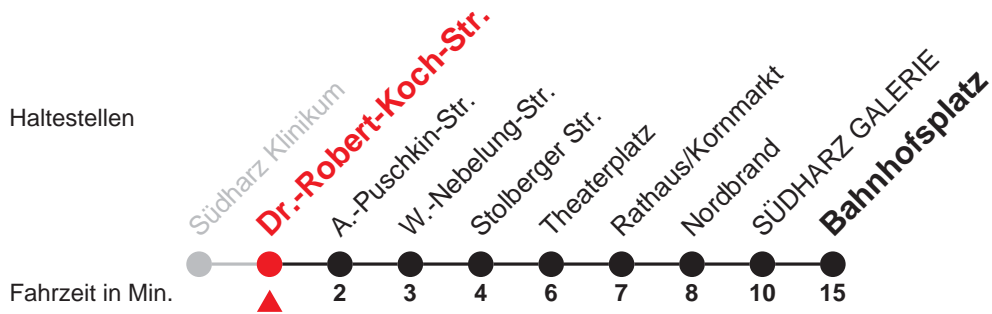 Haltestellen
Südharz Klinikum
Dr.-Robert-Koch-Str.
A.-Puschkin-Str.
W.-Nebelung-Str.
Stolberger Str.
Theaterplatz
Rathaus/Kornmarkt
Nordbrand
SÜDHARZ GALERIE
Bahnhofsplatz
Fahrzeit in Min. 2 3 4 6 7 8 10 15